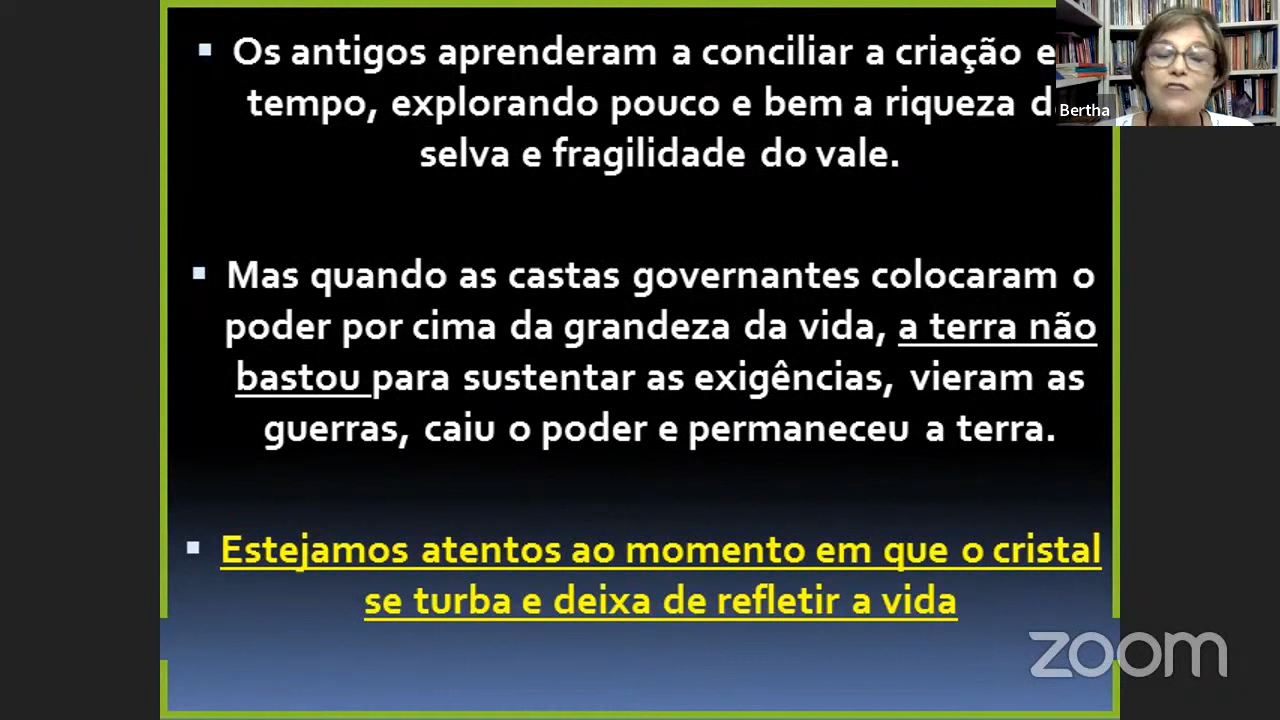 Os antigos aprenderam a conciliar a criação e
tempo, explorando pouco e bem a riqueza
selva e fragilidade do vale.
Mas quando as castas governantes colocaram o
poder por cima da grandeza da vida, a terra não
bastou para sustentar as exigências, vieram as
guerras, caiu o poder e permaneceu a terra.
Estejamos atentos ao momento em que o cristal
se turba e deixa de refletir a vida
Bertha
zoom